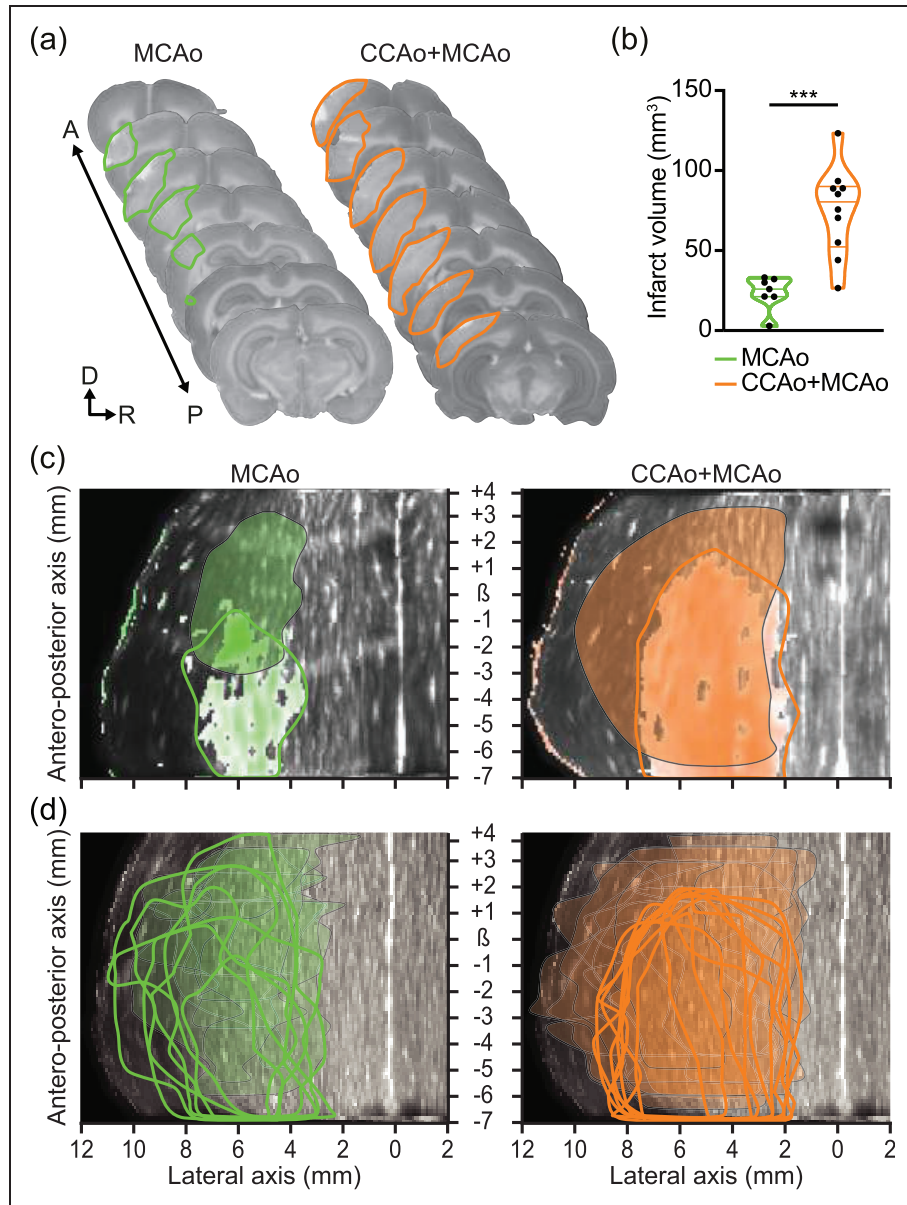 (a)
MCAo
CCAo+MCAo
A
P
D
R
(b)
Infarct volume (mm³)
150
100
50
0
***
MCAo
CCAo+MCAo
(c)
MCAo
CCAo+MCAo
Antero-posterior axis (mm)
+4
+3
+2
+1
ß
-1
-2
-3
-4
-5
-6
-7
(d)
Antero-posterior axis (mm)
+4
+3
+2
+1
ß
-1
-2
-3
-4
-5
-6
-7
12 10 8 6 4 2 0 2
Lateral axis (mm)
12 10 8 6 4 2 0 2
Lateral axis (mm)